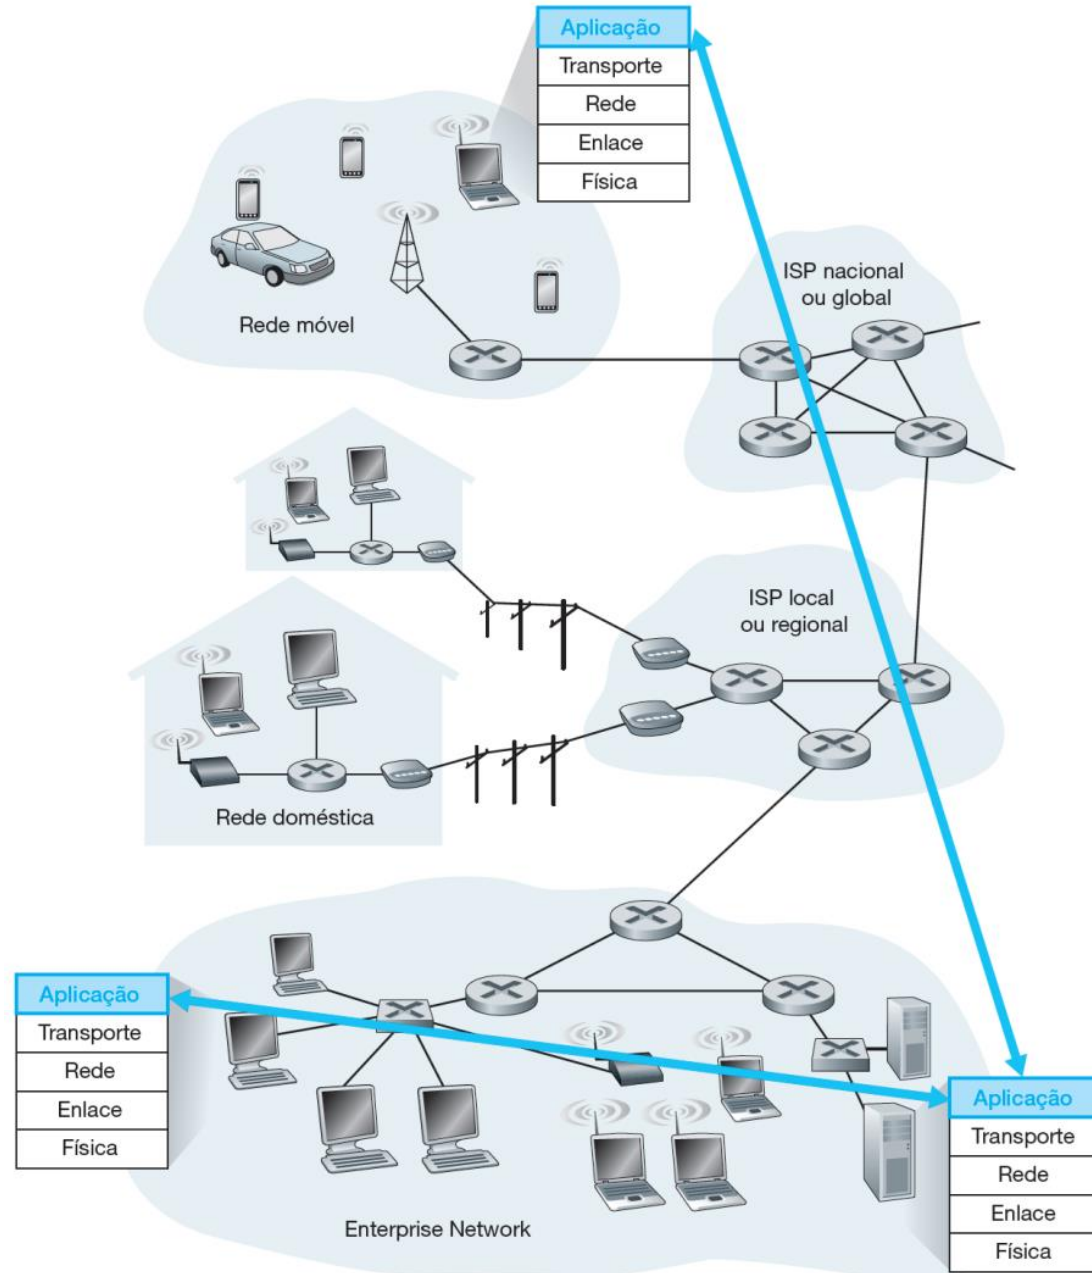 Aplicação
Transporte
Rede
Enlace
Física
Rede móvel
ISP nacional
ou global
ISP local
ou regional
Rede doméstica
Aplicação
Transporte
Rede
Enlace
Física
Enterprise Network
Aplicação
Transporte
Rede
Enlace
Física